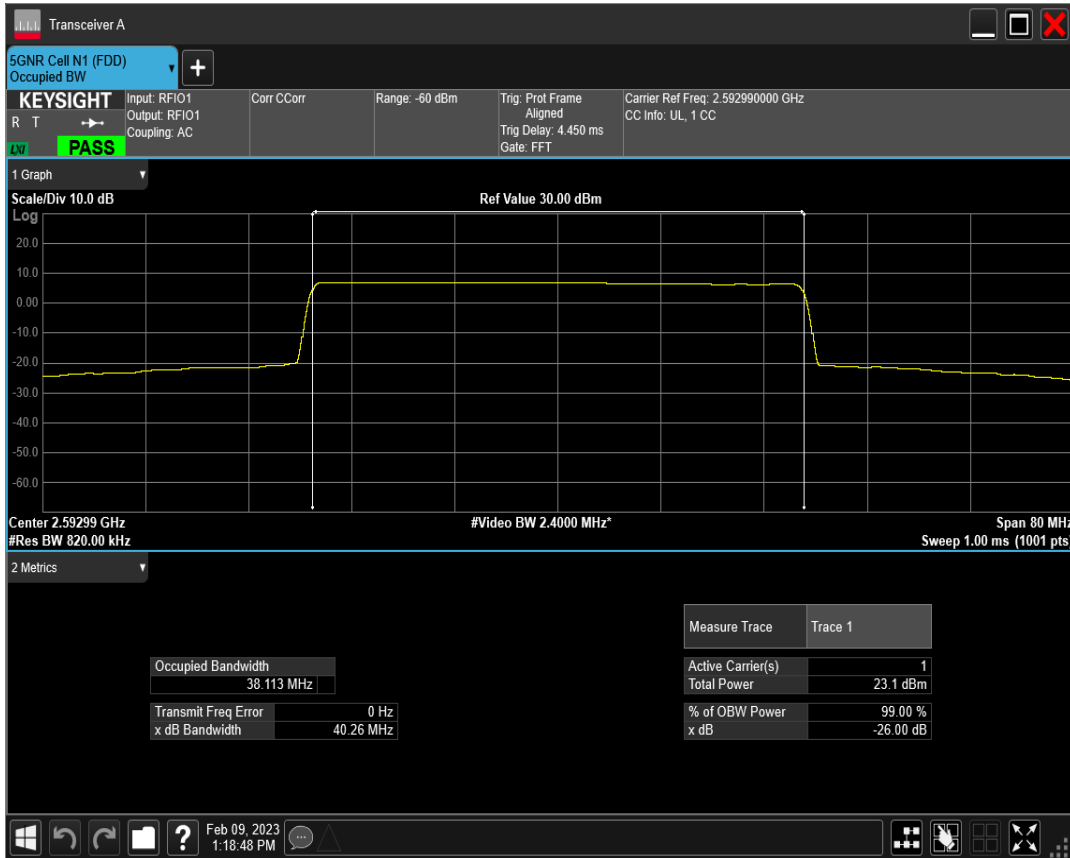 Transceiver A
5GNR Cell N1 (FDD)
Occupied BW
KEYSIGHT
R T
LXI
PASS
Input: RFIO1
Output: RFIO1
Coupling: AC
Corr CCorr
Range: -60 dBm
Trig: Prot Frame
Aligned
Trig Delay: 4.450 ms
Gate: FFT
Carrier Ref Freq: 2.592990000 GHz
CC Info: UL, 1 CC
1 Graph
Scale/Div 10.0 dB
Ref Value 30.00 dBm
Log
20.0
10.0
0.00
-10.0
-20.0
-30.0
-40.0
-50.0
-60.0
Center 2.59299 GHz
#Video BW 2.4000 MHz*
Span 80 MHz
#Res BW 820.00 kHz
Sweep 1.00 ms (1001 pts)
2 Metrics
Measure Trace Trace 1
Occupied Bandwidth
38.113 MHz
Active Carrier(s) 1
Total Power 23.1 dBm
Transmit Freq Error 0 Hz
x dB Bandwidth 40.26 MHz
% of OBW Power 99.00 %
x dB -26.00 dB
Feb 09, 2023
1:18:48 PM